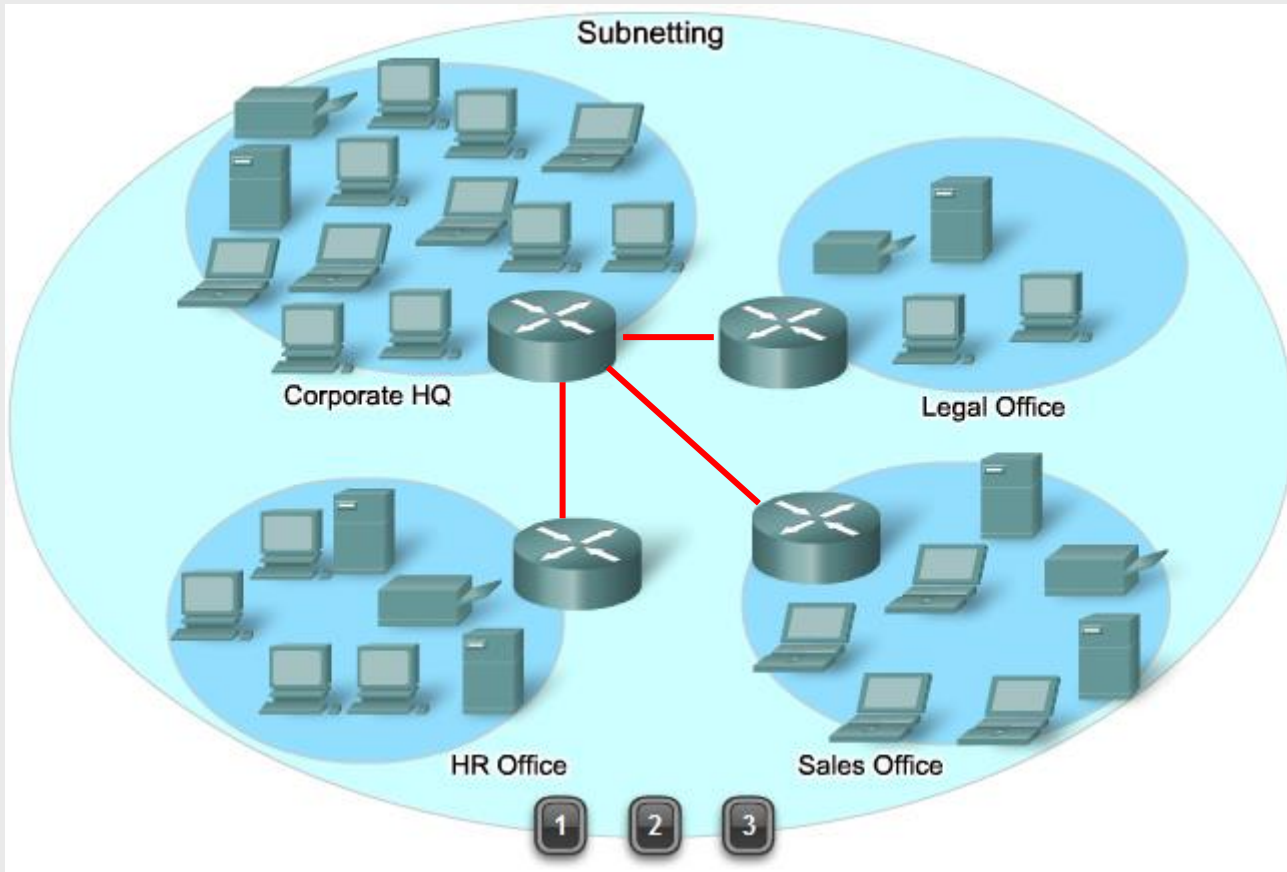 Subnetting
Corporate HQ
Legal Office
HR Office
Sales Office
1
2
3